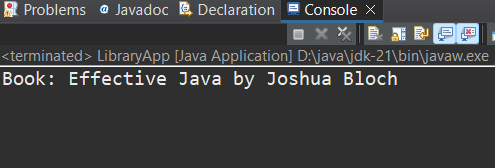 Problems @ Javadoc Declaration Console
<terminated> LibraryApp [Java Application] D:\java\jdk-21\bin\javaw.exe
Book: Effective Java by Joshua Bloch